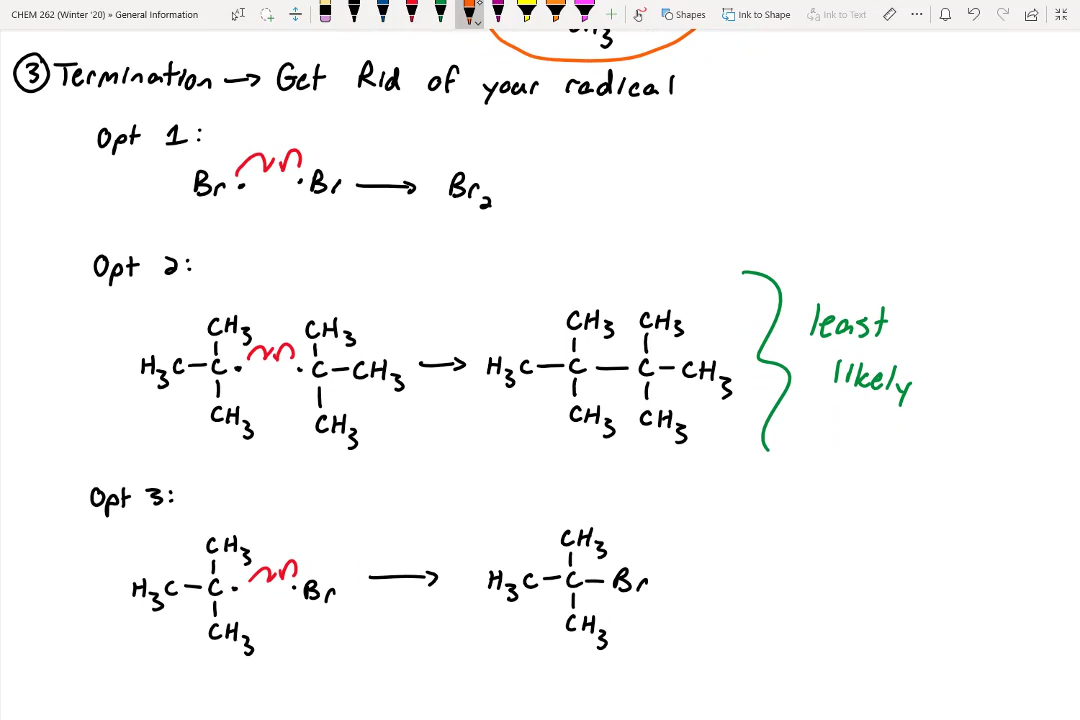 CHEM 262 (Winter '20) » General Information
Shapes
Ink to Shape
Ink to Text
CH3
③ Termination → Get Rid of your radical
Opt 1:
Br· ·Br → Br2
Opt 2:
CH3 CH3 CH3 CH3
H3C-C· ·C-CH3 → H3C-C-C-CH3
CH3 CH3 CH3 CH3
least
likely
Opt 3:
CH3 CH3
H3C-C· ·Br → H3C-C-Br
CH3 CH3